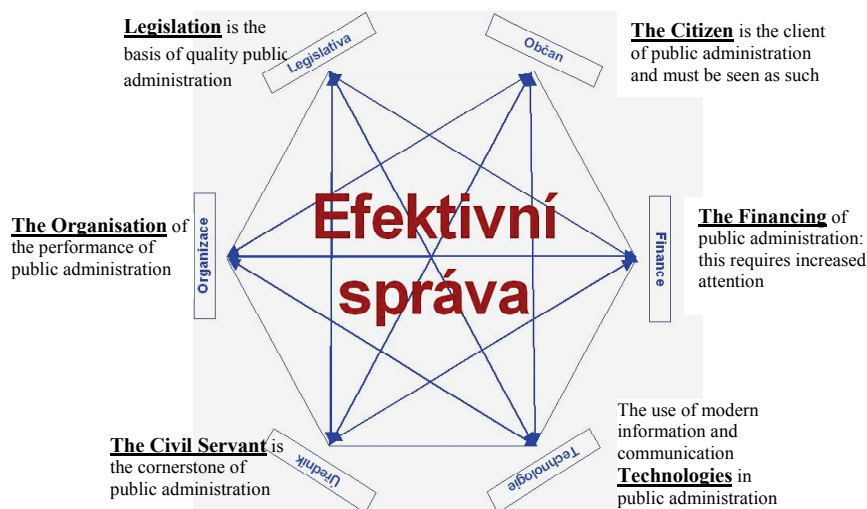 Legislation is the
basis of quality public
administration
Legislativa
Občan
The Citizen is the client
of public administration
and must be seen as such
The Organisation of
the performance of
public administration
Organizace
Efektivní
správa
Finance
The Financing of
public administration:
this requires increased
attention
The Civil Servant is
the cornerstone of
public administration
Úředník
Technologie
The use of modern
information and
communication
Technologies in
public administration